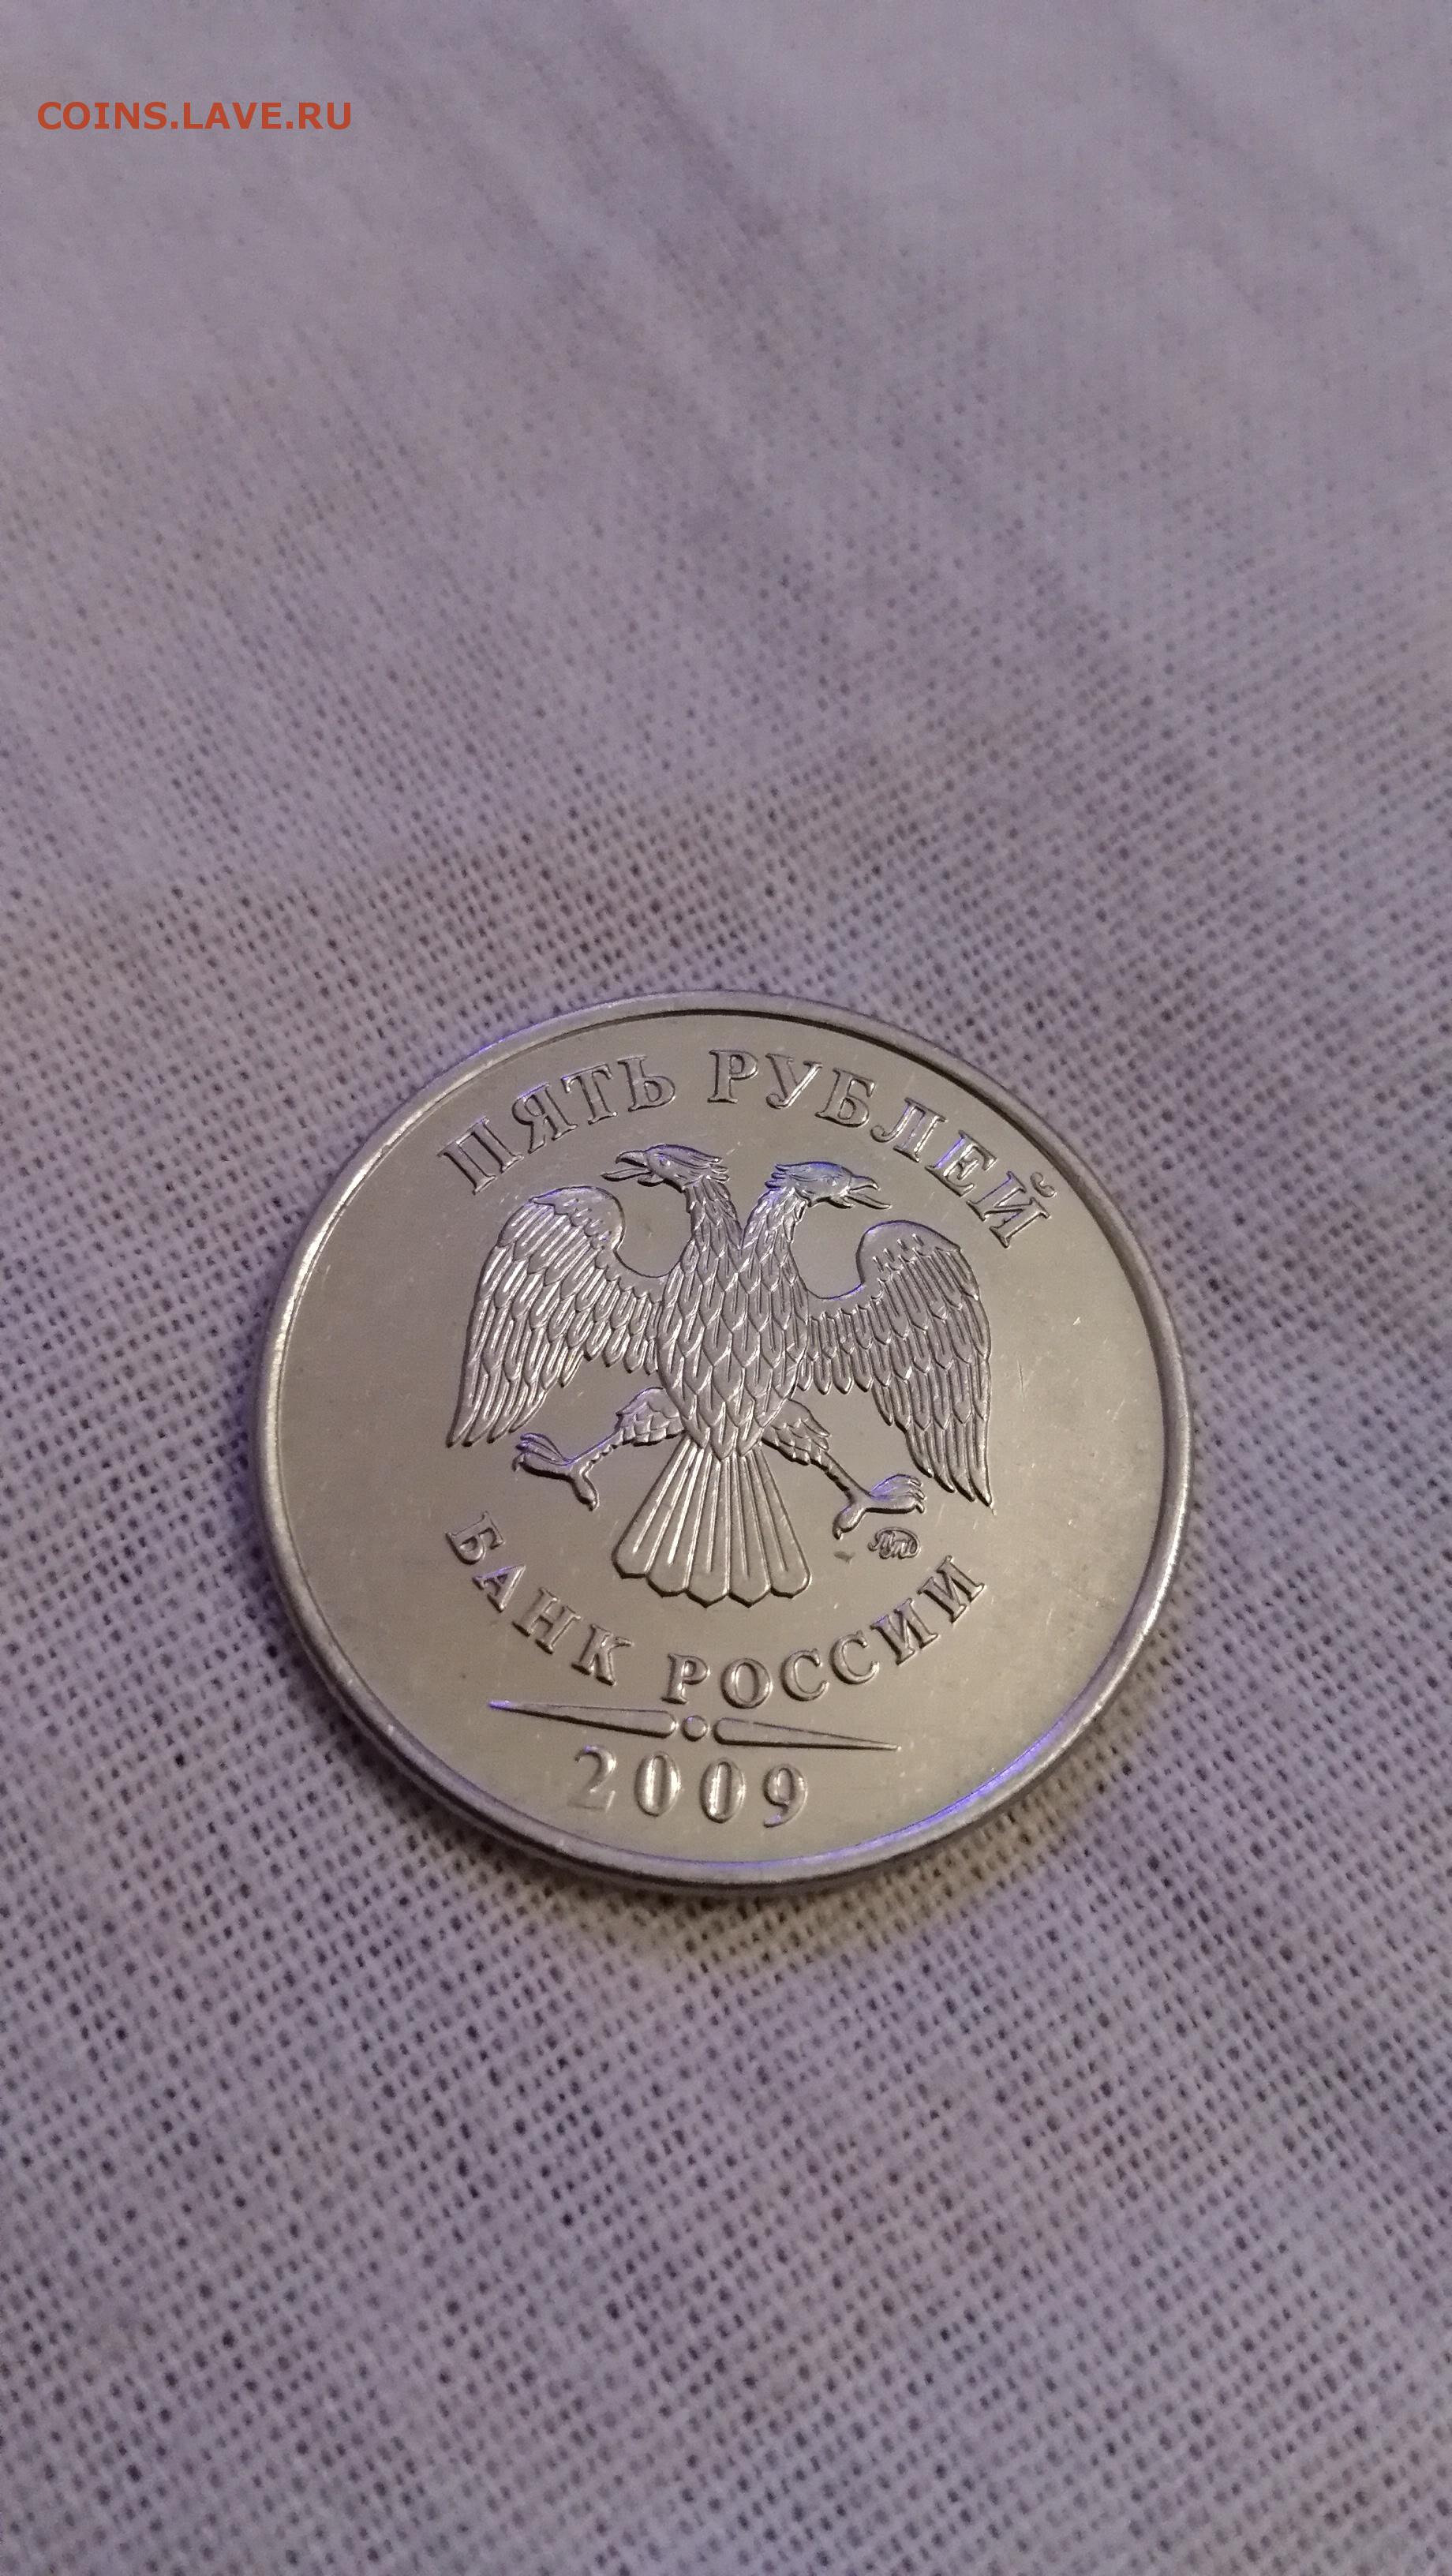 COINS.LAVE.RU
ПЯТЬ РУБЛЕЙ
БАНК РОССИИ
2009